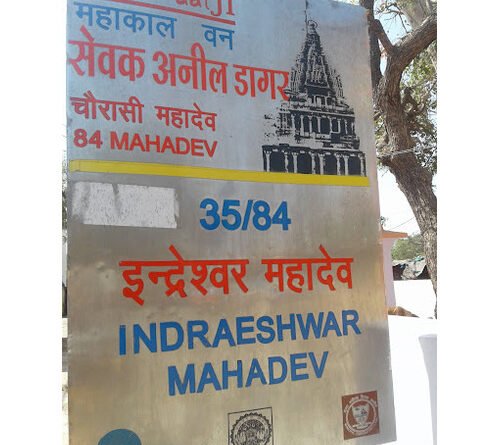 महाकाल वन
सेवक अनील डागर
चौरासी महादेव
84 MAHADEV
35/84
इन्द्रेश्वर महादेव
INDRAESHWAR
MAHADEV